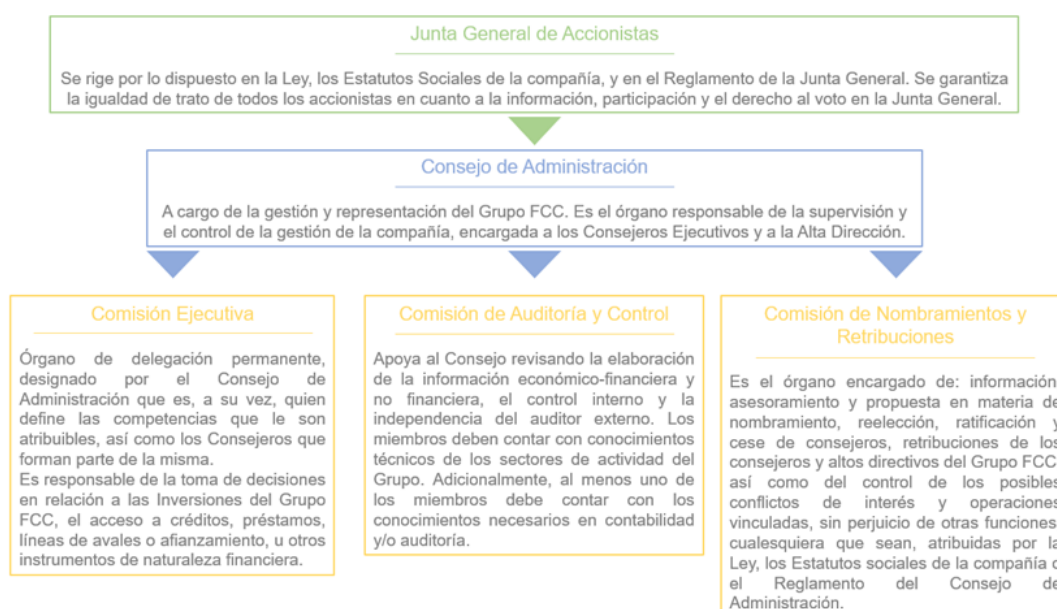 Junta General de Accionistas
Se rige por lo dispuesto en la Ley, los Estatutos Sociales de la compañía, y en el Reglamento de la Junta General. Se garantiza
la igualdad de trato de todos los accionistas en cuanto a la información, participación y el derecho al voto en la Junta General.
Consejo de Administración
A cargo de la gestión y representación del Grupo FCC. Es el órgano responsable de la supervisión y
el control de la gestión de la compañía, encargada a los Consejeros Ejecutivos y a la Alta Dirección.
Comisión Ejecutiva
Órgano de delegación permanente,
designado por el Consejo de
Administración que es, a su vez, quien
define las competencias que le son
atribuibles, así como los Consejeros que
forman parte de la misma.
Es responsable de la toma de decisiones
en relación a las Inversiones del Grupo
FCC, el acceso a créditos, préstamos,
líneas de avales o afianzamiento, u otros
instrumentos de naturaleza financiera.
Comisión de Auditoría y Control
Apoya al Consejo revisando la elaboración
de la información económico-financiera y
no financiera, el control interno y la
independencia del auditor externo. Los
miembros deben contar con conocimientos
técnicos de los sectores de actividad del
Grupo. Adicionalmente, al menos uno de
los miembros debe contar con los
conocimientos necesarios en contabilidad
y/o auditoría.
Comisión de Nombramientos y
Retribuciones
Es el órgano encargado de: información
asesoramiento y propuesta en materia de
nombramiento, reelección, ratificación y
cese de consejeros, retribuciones de los
consejeros y altos directivos del Grupo FCC
así como del control de los posibles
conflictos de interés y operaciones
vinculadas, sin perjuicio de otras funciones
cualesquiera que sean, atribuidas por la
Ley, los Estatutos sociales de la compañía o
el Reglamento del Consejo de
Administración.